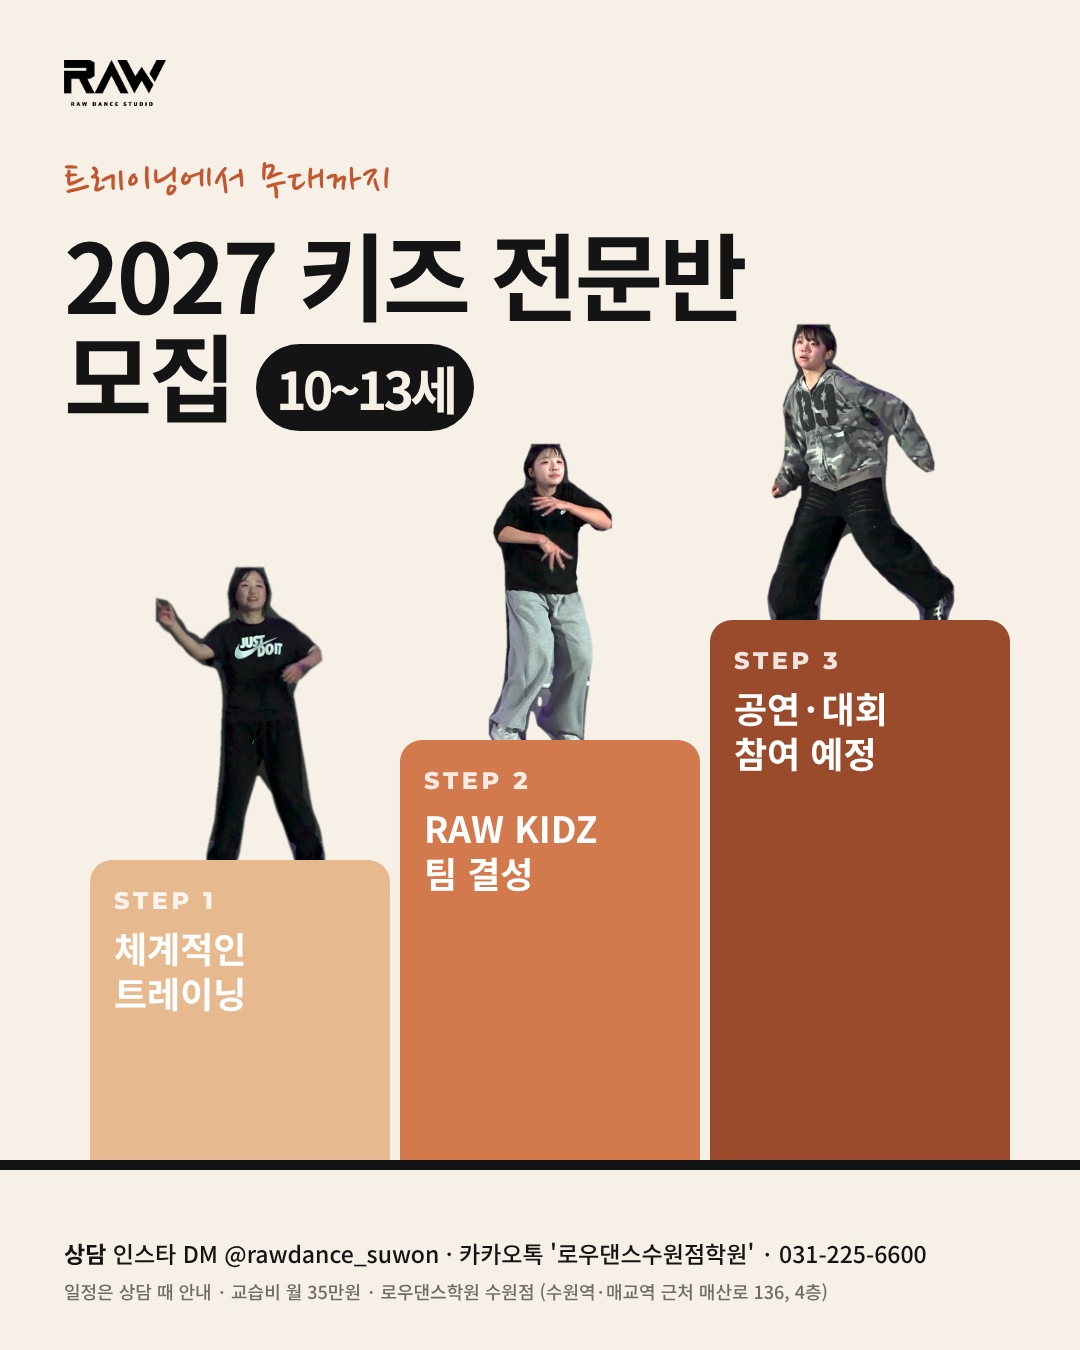 RAW
RAW DANCE STUDIO
트레이닝에서 무대까지
2027 키즈 전문반
모집 10~13세
89
JUST
DO IT
STEP 3
공연·대회
참여 예정
STEP 2
RAW KIDZ
팀 결성
STEP 1
체계적인
트레이닝
상담 인스타 DM @rawdance_suwon · 카카오톡 '로우댄스수원점학원' · 031-225-6600
일정은 상담 때 안내 · 교습비 월 35만원 · 로우댄스학원 수원점 (수원역·매교역 근처 매산로 136, 4층)